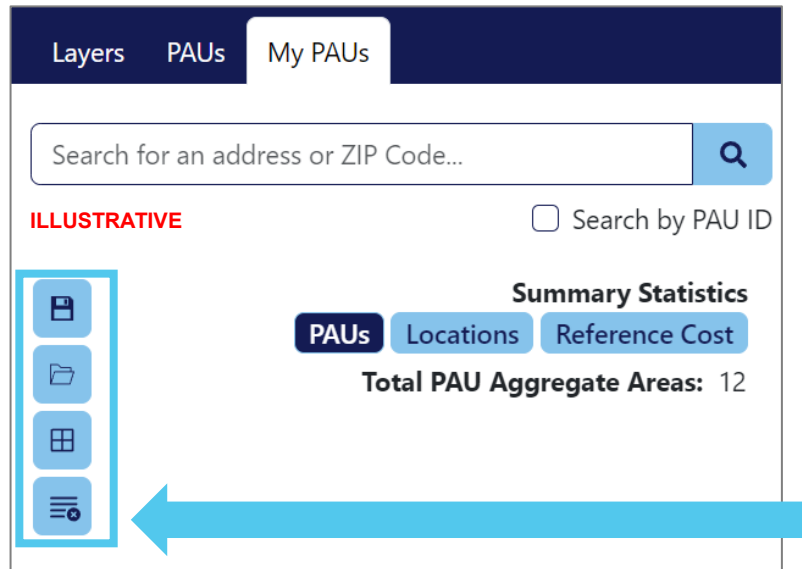 Layers PAUs My PAUs
Search for an address or ZIP Code...
ILLUSTRATIVE Search by PAU ID
Summary Statistics
PAUs Locations Reference Cost
Total PAU Aggregate Areas: 12